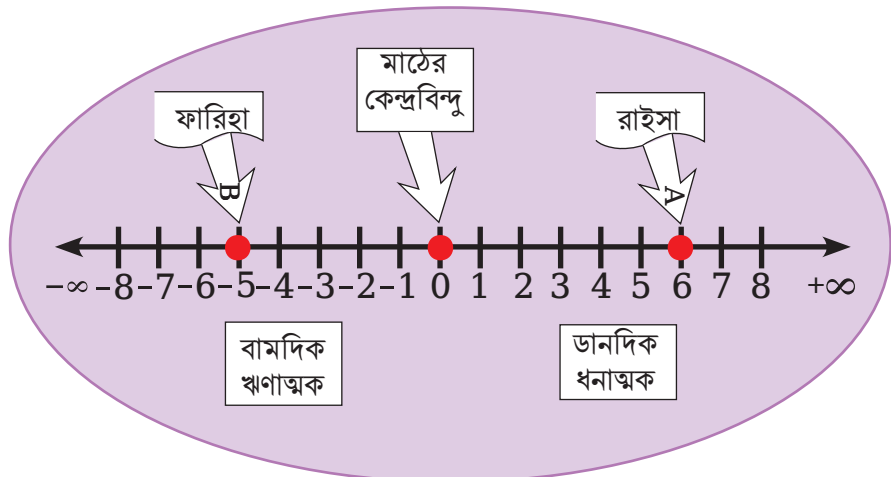 মাঠের
কেন্দ্রবিন্দু
ফারিহা
রাইসা
B
A
−∞ −8 −7 −6 −5 −4 −3 −2 −1 0 1 2 3 4 5 6 7 8 +∞
বামদিক
ঋণাত্মক
ডানদিক
ধনাত্মক